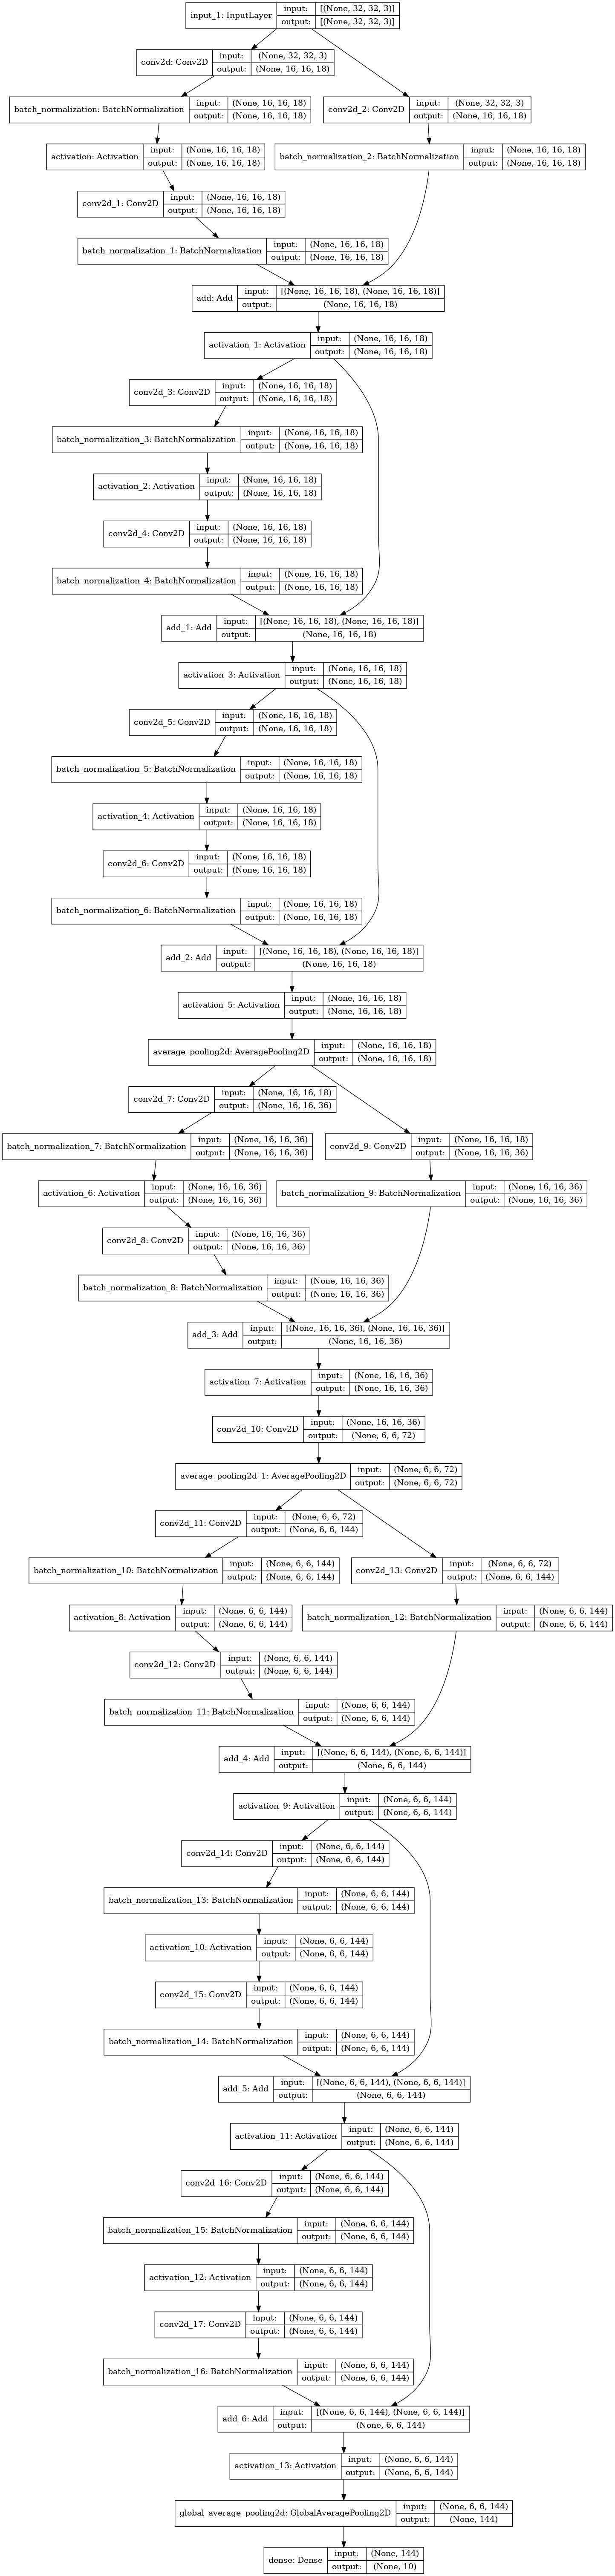 input_1: InputLayer input: [(None, 32, 32, 3)]
output: [(None, 32, 32, 3)]
conv2d: Conv2D input: (None, 32, 32, 3)
output: (None, 16, 16, 18)
batch_normalization: BatchNormalization input: (None, 16, 16, 18)
output: (None, 16, 16, 18)
conv2d_2: Conv2D input: (None, 32, 32, 3)
output: (None, 16, 16, 18)
activation: Activation input: (None, 16, 16, 18)
output: (None, 16, 16, 18)
batch_normalization_2: BatchNormalization input: (None, 16, 16, 18)
output: (None, 16, 16, 18)
conv2d_1: Conv2D input: (None, 16, 16, 18)
output: (None, 16, 16, 18)
batch_normalization_1: BatchNormalization input: (None, 16, 16, 18)
output: (None, 16, 16, 18)
add: Add input: [(None, 16, 16, 18), (None, 16, 16, 18)]
output: (None, 16, 16, 18)
activation_1: Activation input: (None, 16, 16, 18)
output: (None, 16, 16, 18)
conv2d_3: Conv2D input: (None, 16, 16, 18)
output: (None, 16, 16, 18)
batch_normalization_3: BatchNormalization input: (None, 16, 16, 18)
output: (None, 16, 16, 18)
activation_2: Activation input: (None, 16, 16, 18)
output: (None, 16, 16, 18)
conv2d_4: Conv2D input: (None, 16, 16, 18)
output: (None, 16, 16, 18)
batch_normalization_4: BatchNormalization input: (None, 16, 16, 18)
output: (None, 16, 16, 18)
add_1: Add input: [(None, 16, 16, 18), (None, 16, 16, 18)]
output: (None, 16, 16, 18)
activation_3: Activation input: (None, 16, 16, 18)
output: (None, 16, 16, 18)
conv2d_5: Conv2D input: (None, 16, 16, 18)
output: (None, 16, 16, 18)
batch_normalization_5: BatchNormalization input: (None, 16, 16, 18)
output: (None, 16, 16, 18)
activation_4: Activation input: (None, 16, 16, 18)
output: (None, 16, 16, 18)
conv2d_6: Conv2D input: (None, 16, 16, 18)
output: (None, 16, 16, 18)
batch_normalization_6: BatchNormalization input: (None, 16, 16, 18)
output: (None, 16, 16, 18)
add_2: Add input: [(None, 16, 16, 18), (None, 16, 16, 18)]
output: (None, 16, 16, 18)
activation_5: Activation input: (None, 16, 16, 18)
output: (None, 16, 16, 18)
average_pooling2d: AveragePooling2D input: (None, 16, 16, 18)
output: (None, 16, 16, 18)
conv2d_7: Conv2D input: (None, 16, 16, 18)
output: (None, 16, 16, 36)
batch_normalization_7: BatchNormalization input: (None, 16, 16, 36)
output: (None, 16, 16, 36)
conv2d_9: Conv2D input: (None, 16, 16, 18)
output: (None, 16, 16, 36)
activation_6: Activation input: (None, 16, 16, 36)
output: (None, 16, 16, 36)
batch_normalization_9: BatchNormalization input: (None, 16, 16, 36)
output: (None, 16, 16, 36)
conv2d_8: Conv2D input: (None, 16, 16, 36)
output: (None, 16, 16, 36)
batch_normalization_8: BatchNormalization input: (None, 16, 16, 36)
output: (None, 16, 16, 36)
add_3: Add input: [(None, 16, 16, 36), (None, 16, 16, 36)]
output: (None, 16, 16, 36)
activation_7: Activation input: (None, 16, 16, 36)
output: (None, 16, 16, 36)
conv2d_10: Conv2D input: (None, 16, 16, 36)
output: (None, 6, 6, 72)
average_pooling2d_1: AveragePooling2D input: (None, 6, 6, 72)
output: (None, 6, 6, 72)
conv2d_11: Conv2D input: (None, 6, 6, 72)
output: (None, 6, 6, 144)
batch_normalization_10: BatchNormalization input: (None, 6, 6, 144)
output: (None, 6, 6, 144)
conv2d_13: Conv2D input: (None, 6, 6, 72)
output: (None, 6, 6, 144)
activation_8: Activation input: (None, 6, 6, 144)
output: (None, 6, 6, 144)
batch_normalization_12: BatchNormalization input: (None, 6, 6, 144)
output: (None, 6, 6, 144)
conv2d_12: Conv2D input: (None, 6, 6, 144)
output: (None, 6, 6, 144)
batch_normalization_11: BatchNormalization input: (None, 6, 6, 144)
output: (None, 6, 6, 144)
add_4: Add input: [(None, 6, 6, 144), (None, 6, 6, 144)]
output: (None, 6, 6, 144)
activation_9: Activation input: (None, 6, 6, 144)
output: (None, 6, 6, 144)
conv2d_14: Conv2D input: (None, 6, 6, 144)
output: (None, 6, 6, 144)
batch_normalization_13: BatchNormalization input: (None, 6, 6, 144)
output: (None, 6, 6, 144)
activation_10: Activation input: (None, 6, 6, 144)
output: (None, 6, 6, 144)
conv2d_15: Conv2D input: (None, 6, 6, 144)
output: (None, 6, 6, 144)
batch_normalization_14: BatchNormalization input: (None, 6, 6, 144)
output: (None, 6, 6, 144)
add_5: Add input: [(None, 6, 6, 144), (None, 6, 6, 144)]
output: (None, 6, 6, 144)
activation_11: Activation input: (None, 6, 6, 144)
output: (None, 6, 6, 144)
conv2d_16: Conv2D input: (None, 6, 6, 144)
output: (None, 6, 6, 144)
batch_normalization_15: BatchNormalization input: (None, 6, 6, 144)
output: (None, 6, 6, 144)
activation_12: Activation input: (None, 6, 6, 144)
output: (None, 6, 6, 144)
conv2d_17: Conv2D input: (None, 6, 6, 144)
output: (None, 6, 6, 144)
batch_normalization_16: BatchNormalization input: (None, 6, 6, 144)
output: (None, 6, 6, 144)
add_6: Add input: [(None, 6, 6, 144), (None, 6, 6, 144)]
output: (None, 6, 6, 144)
activation_13: Activation input: (None, 6, 6, 144)
output: (None, 6, 6, 144)
global_average_pooling2d: GlobalAveragePooling2D input: (None, 6, 6, 144)
output: (None, 144)
dense: Dense input: (None, 144)
output: (None, 10)